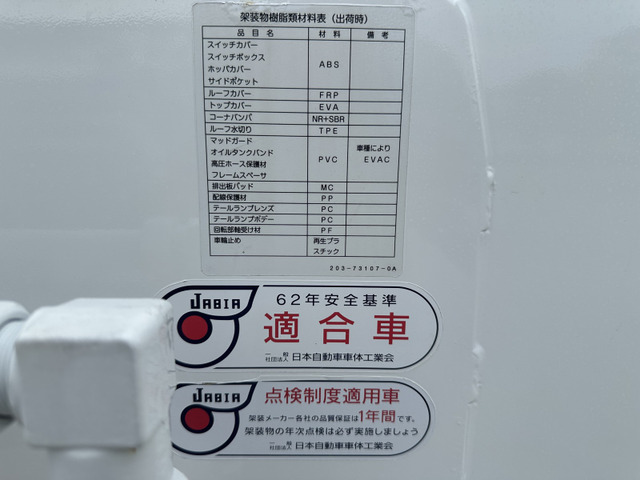 架装物樹脂類材料表（出荷時）
品目名 材料 備考
スイッチカバー
スイッチボックス
ホッパカバー
サイドポケット
ABS
ルーフカバー FRP
トップカバー EVA
コーナバンパ NR+SBR
ルーフ水切り TPE
マッドガード
オイルタンクバンド
高圧ホース保護材
フレームスペーサ
PVC
車種により
EVAC
排出板パッド MC
配線保護材 PP
テールランプレンズ PC
テールランプボデー PC
回転部軸受け材 PF
車輪止め 再生プラ
スチック
203-73107-0A
JABIA
62年安全基準
適合車
一般社団法人 日本自動車車体工業会
JABIA
点検制度適用車
架装メーカー各社の品質保証は1年間です。
架装物の年次点検は必ず実施しましょう
一般社団法人 日本自動車車体工業会